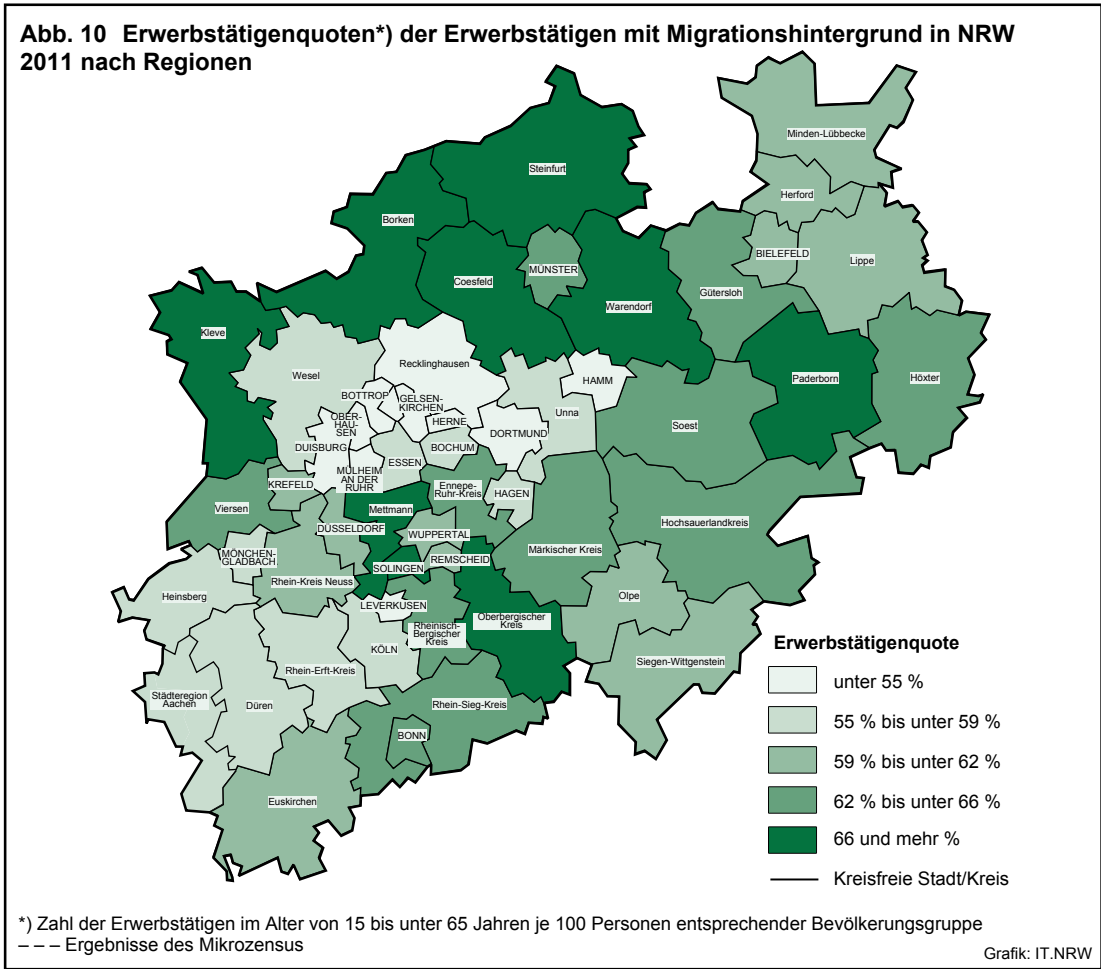 Abb. 10 Erwerbstätigenquoten*) der Erwerbstätigen mit Migrationshintergrund in NRW
2011 nach Regionen
Minden-Lübbecke
Steinfurt
Herford
Borken
BIELEFELD
Lippe
MÜNSTER
Coesfeld
Gütersloh
Warendorf
Kleve
Recklinghausen
Wesel
HAMM
Paderborn
Höxter
BOTTROP
GELSEN-
KIRCHEN
Unna
OBER-
HAU-
SEN
HERNE
Soest
DORTMUND
DUISBURG
BOCHUM
ESSEN
MÜLHEIM
AN DER
RUHR
KREFELD
Ennepe-
Ruhr-Kreis
HAGEN
Viersen
Mettmann
Hochsauerlandkreis
DÜSSELDORF
WUPPERTAL
Märkischer Kreis
MÖNCHEN-
GLADBACH
REMSCHEID
SOLINGEN
Rhein-Kreis Neuss
Heinsberg
Olpe
LEVERKUSEN
Oberbergischer
Kreis
Rheinisch-
Bergischer
Kreis
KÖLN
Siegen-Wittgenstein
Rhein-Erft-Kreis
Städteregion
Aachen
Düren
Rhein-Sieg-Kreis
BONN
Euskirchen
Erwerbstätigenquote
unter 55 %
55 % bis unter 59 %
59 % bis unter 62 %
62 % bis unter 66 %
66 und mehr %
Kreisfreie Stadt/Kreis
*) Zahl der Erwerbstätigen im Alter von 15 bis unter 65 Jahren je 100 Personen entsprechender Bevölkerungsgruppe
– – – Ergebnisse des Mikrozensus
Grafik: IT.NRW